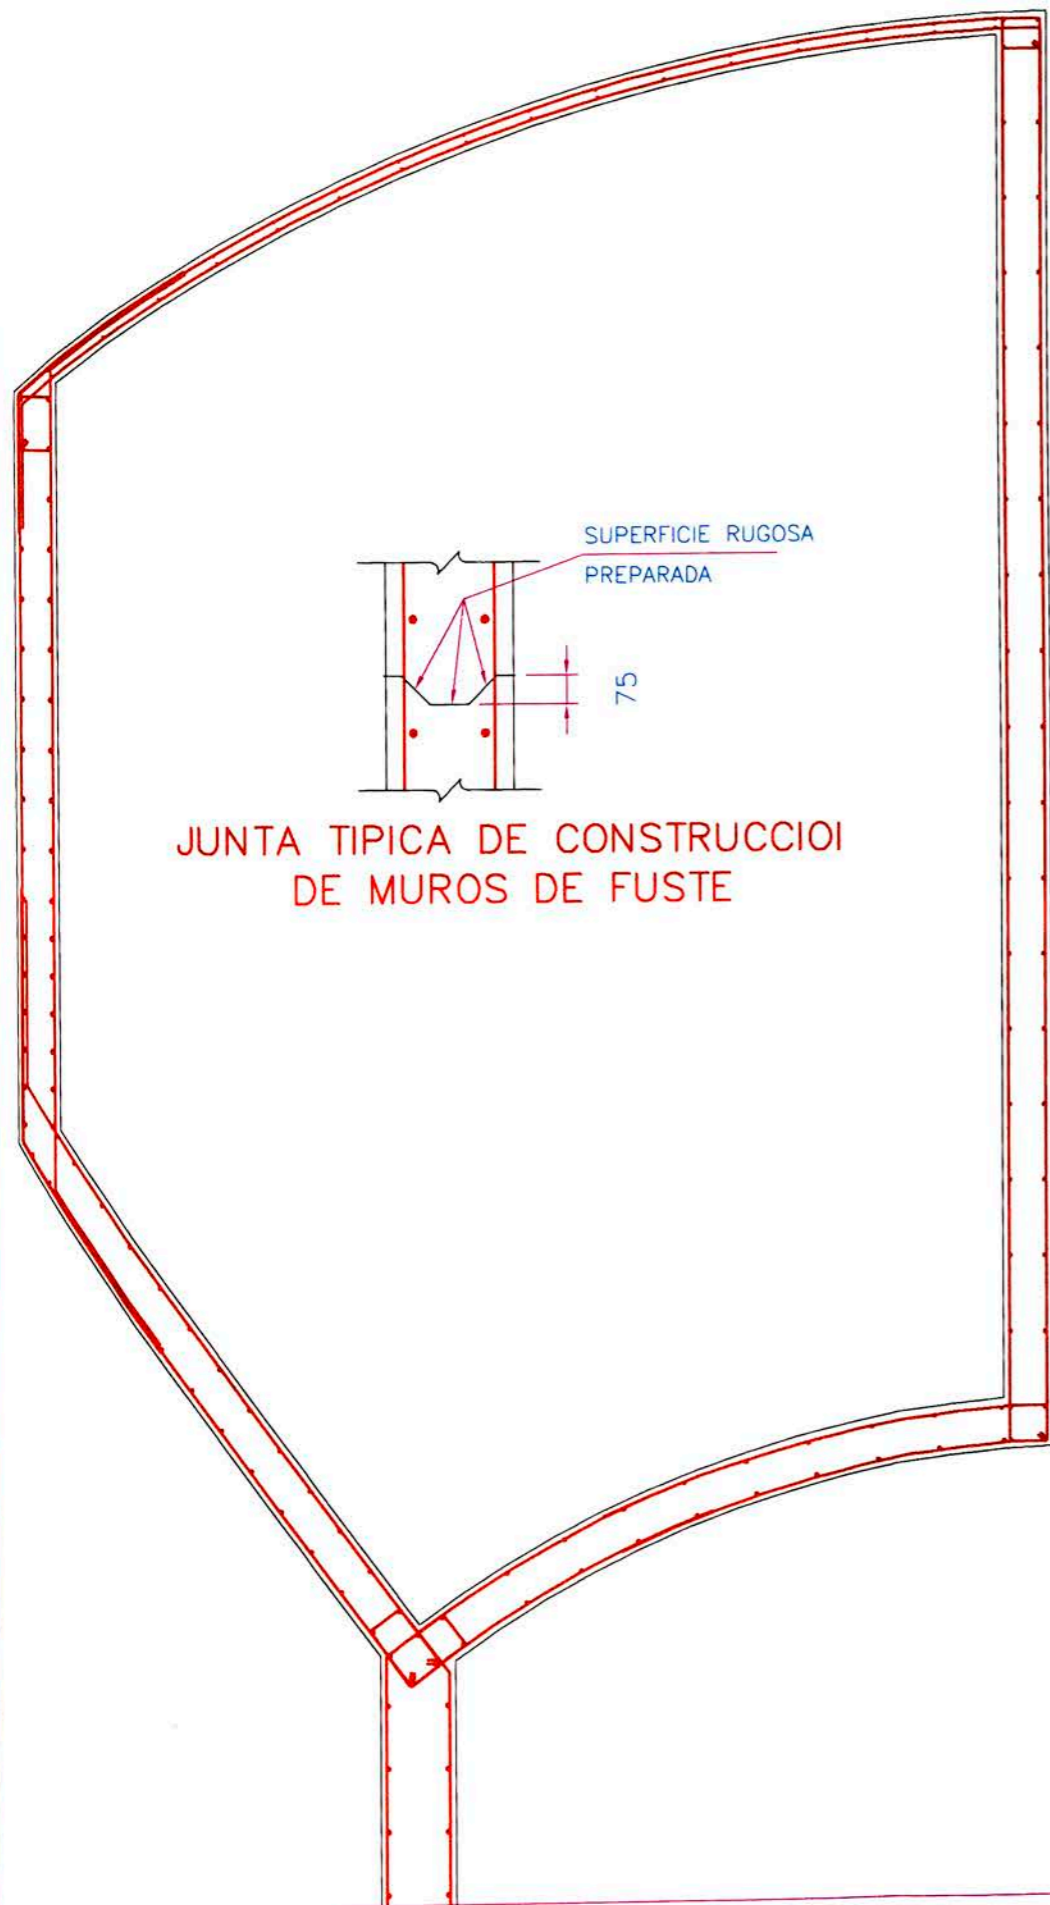 SUPERFICIE RUGOSA
PREPARADA
75
JUNTA TIPICA DE CONSTRUCCIOI
DE MUROS DE FUSTE